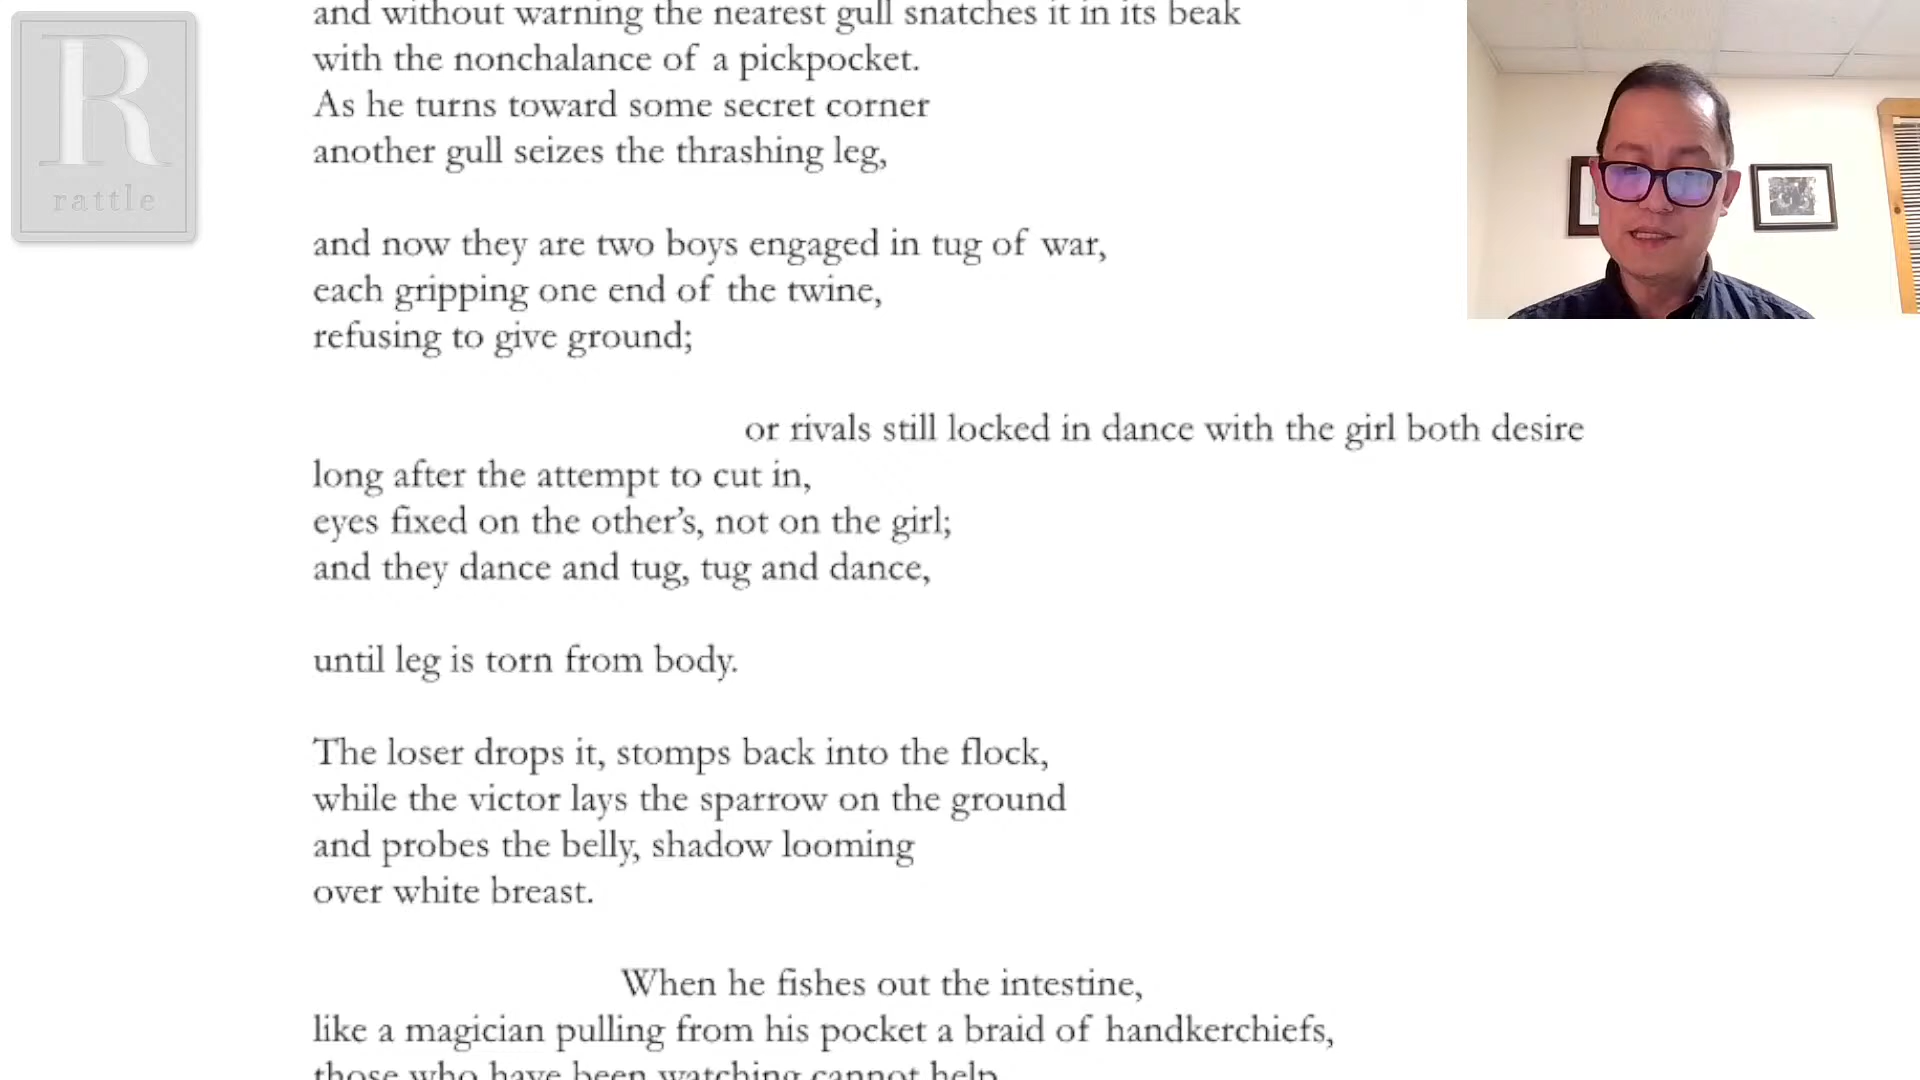 R
rattle
and without warning the nearest gull snatches it in its beak
with the nonchalance of a pickpocket.
As he turns toward some secret corner
another gull seizes the thrashing leg,
and now they are two boys engaged in tug of war,
each gripping one end of the twine,
refusing to give ground;
or rivals still locked in dance with the girl both desire
long after the attempt to cut in,
eyes fixed on the other’s, not on the girl;
and they dance and tug, tug and dance,
until leg is torn from body.
The loser drops it, stomps back into the flock,
while the victor lays the sparrow on the ground
and probes the belly, shadow looming
over white breast.
When he fishes out the intestine,
like a magician pulling from his pocket a braid of handkerchiefs,
those who have been watching cannot help